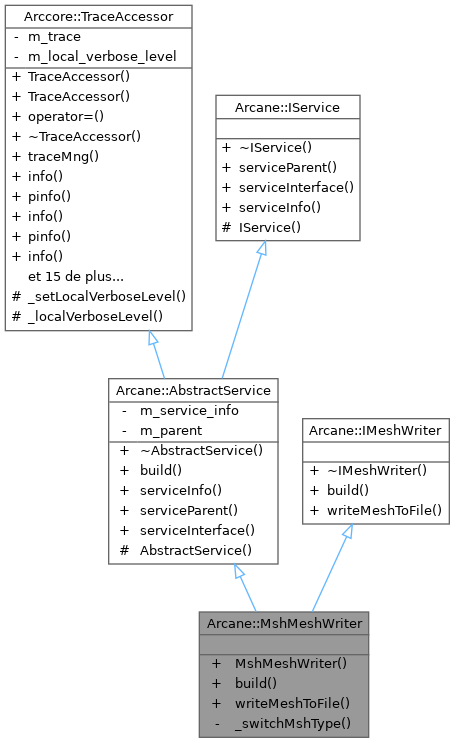 Arccore::TraceAccessor
- m_trace
- m_local_verbose_level
+ TraceAccessor()
+ TraceAccessor()
+ operator=()
+ ~TraceAccessor()
+ traceMng()
+ info()
+ pinfo()
+ info()
+ pinfo()
+ info()
et 15 de plus...
# _setLocalVerboseLevel()
# _localVerboseLevel()
Arcane::IService
+ ~IService()
+ serviceParent()
+ serviceInterface()
+ serviceInfo()
# IService()
Arcane::AbstractService
- m_service_info
- m_parent
+ ~AbstractService()
+ build()
+ serviceInfo()
+ serviceParent()
+ serviceInterface()
# AbstractService()
Arcane::IMeshWriter
+ ~IMeshWriter()
+ build()
+ writeMeshToFile()
Arcane::MshMeshWriter
+ MshMeshWriter()
+ build()
+ writeMeshToFile()
- _switchMshType()